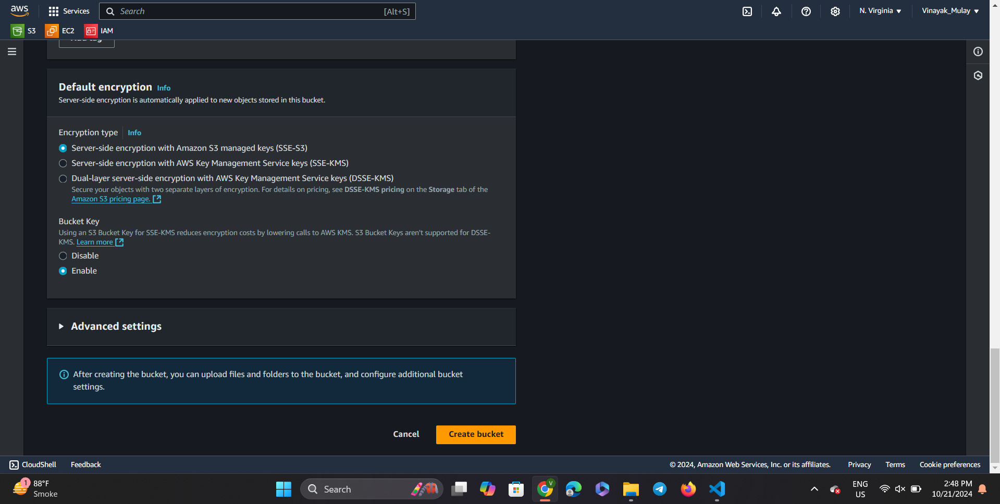 aws
Services
Search
[Alt+S]
N. Virginia
Vinayak_Mulay
S3
EC2
IAM
Default encryption Info
Server-side encryption is automatically applied to new objects stored in this bucket.
Encryption type Info
Server-side encryption with Amazon S3 managed keys (SSE-S3)
Server-side encryption with AWS Key Management Service keys (SSE-KMS)
Dual-layer server-side encryption with AWS Key Management Service keys (DSSE-KMS)
Secure your objects with two separate layers of encryption. For details on pricing, see DSSE-KMS pricing on the Storage tab of the
Amazon S3 pricing page.
Bucket Key
Using an S3 Bucket Key for SSE-KMS reduces encryption costs by lowering calls to AWS KMS. S3 Bucket Keys aren't supported for DSSE-
KMS. Learn more
Disable
Enable
Advanced settings
After creating the bucket, you can upload files and folders to the bucket, and configure additional bucket
settings.
Cancel
Create bucket
CloudShell
Feedback
© 2024, Amazon Web Services, Inc. or its affiliates.
Privacy
Terms
Cookie preferences
1
88°F
Smoke
Search
V
ENG
US
2:48 PM
10/21/2024